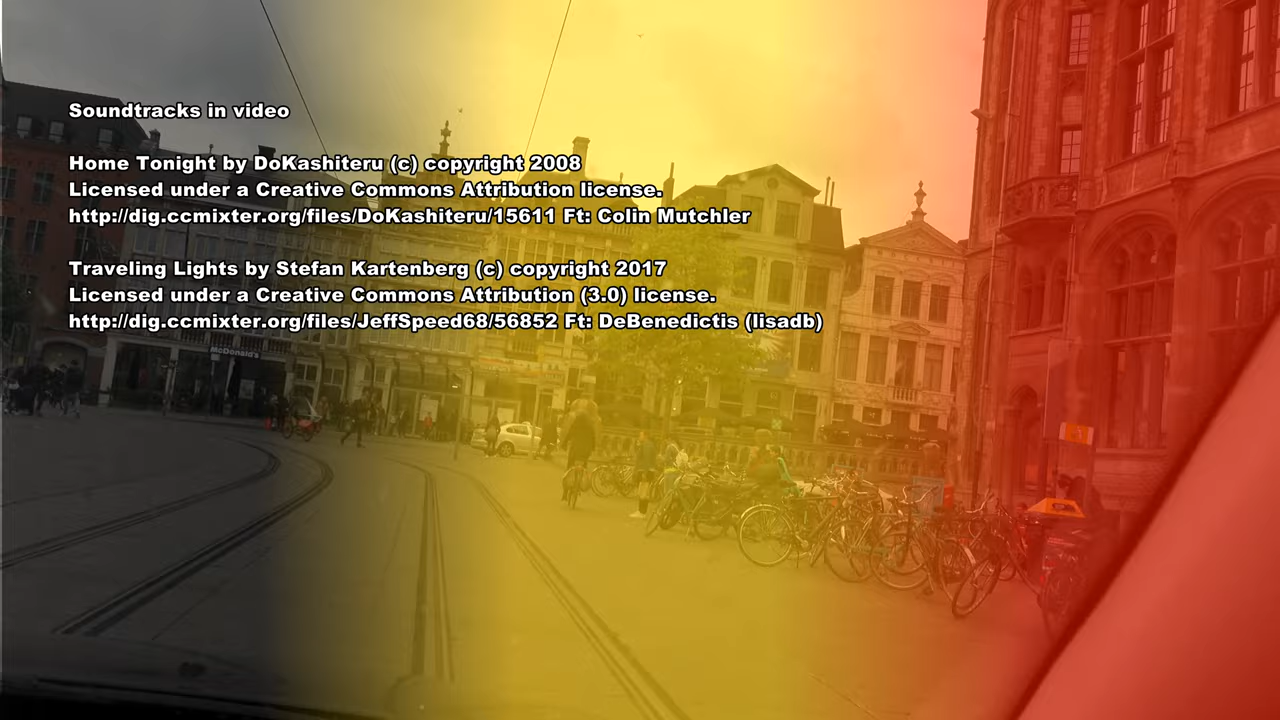 Soundtracks in video
Home Tonight by DoKashiteru (c) copyright 2008
Licensed under a Creative Commons Attribution license.
http://dig.ccmixter.org/files/DoKashiteru/15611 Ft: Colin Mutchler
Traveling Lights by Stefan Kartenberg (c) copyright 2017
Licensed under a Creative Commons Attribution (3.0) license.
http://dig.ccmixter.org/files/JeffSpeed68/56852 Ft: DeBenedictis (lisadb)
McDonald's